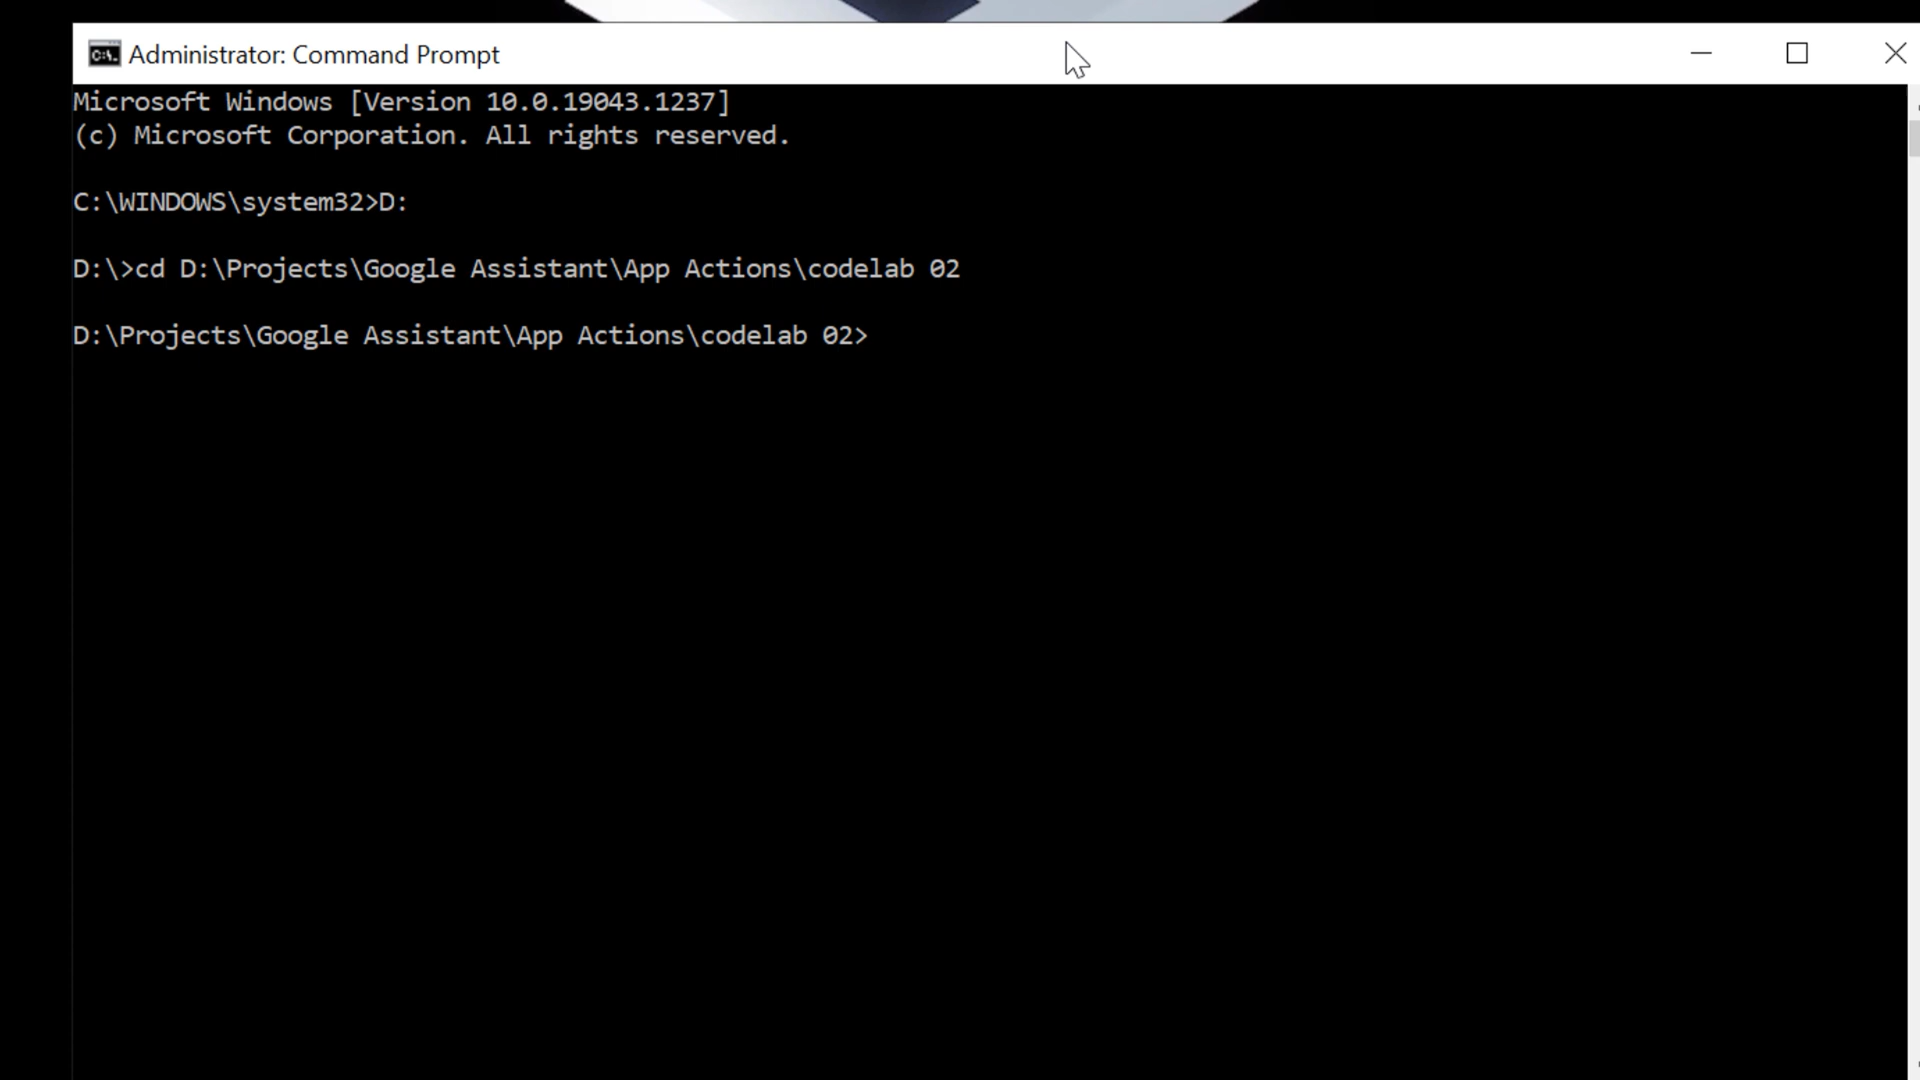 Administrator: Command Prompt
Microsoft Windows [Version 10.0.19043.1237]
(c) Microsoft Corporation. All rights reserved.
C:\WINDOWS\system32>D:
D:\>cd D:\Projects\Google Assistant\App Actions\codelab 02
D:\Projects\Google Assistant\App Actions\codelab 02>